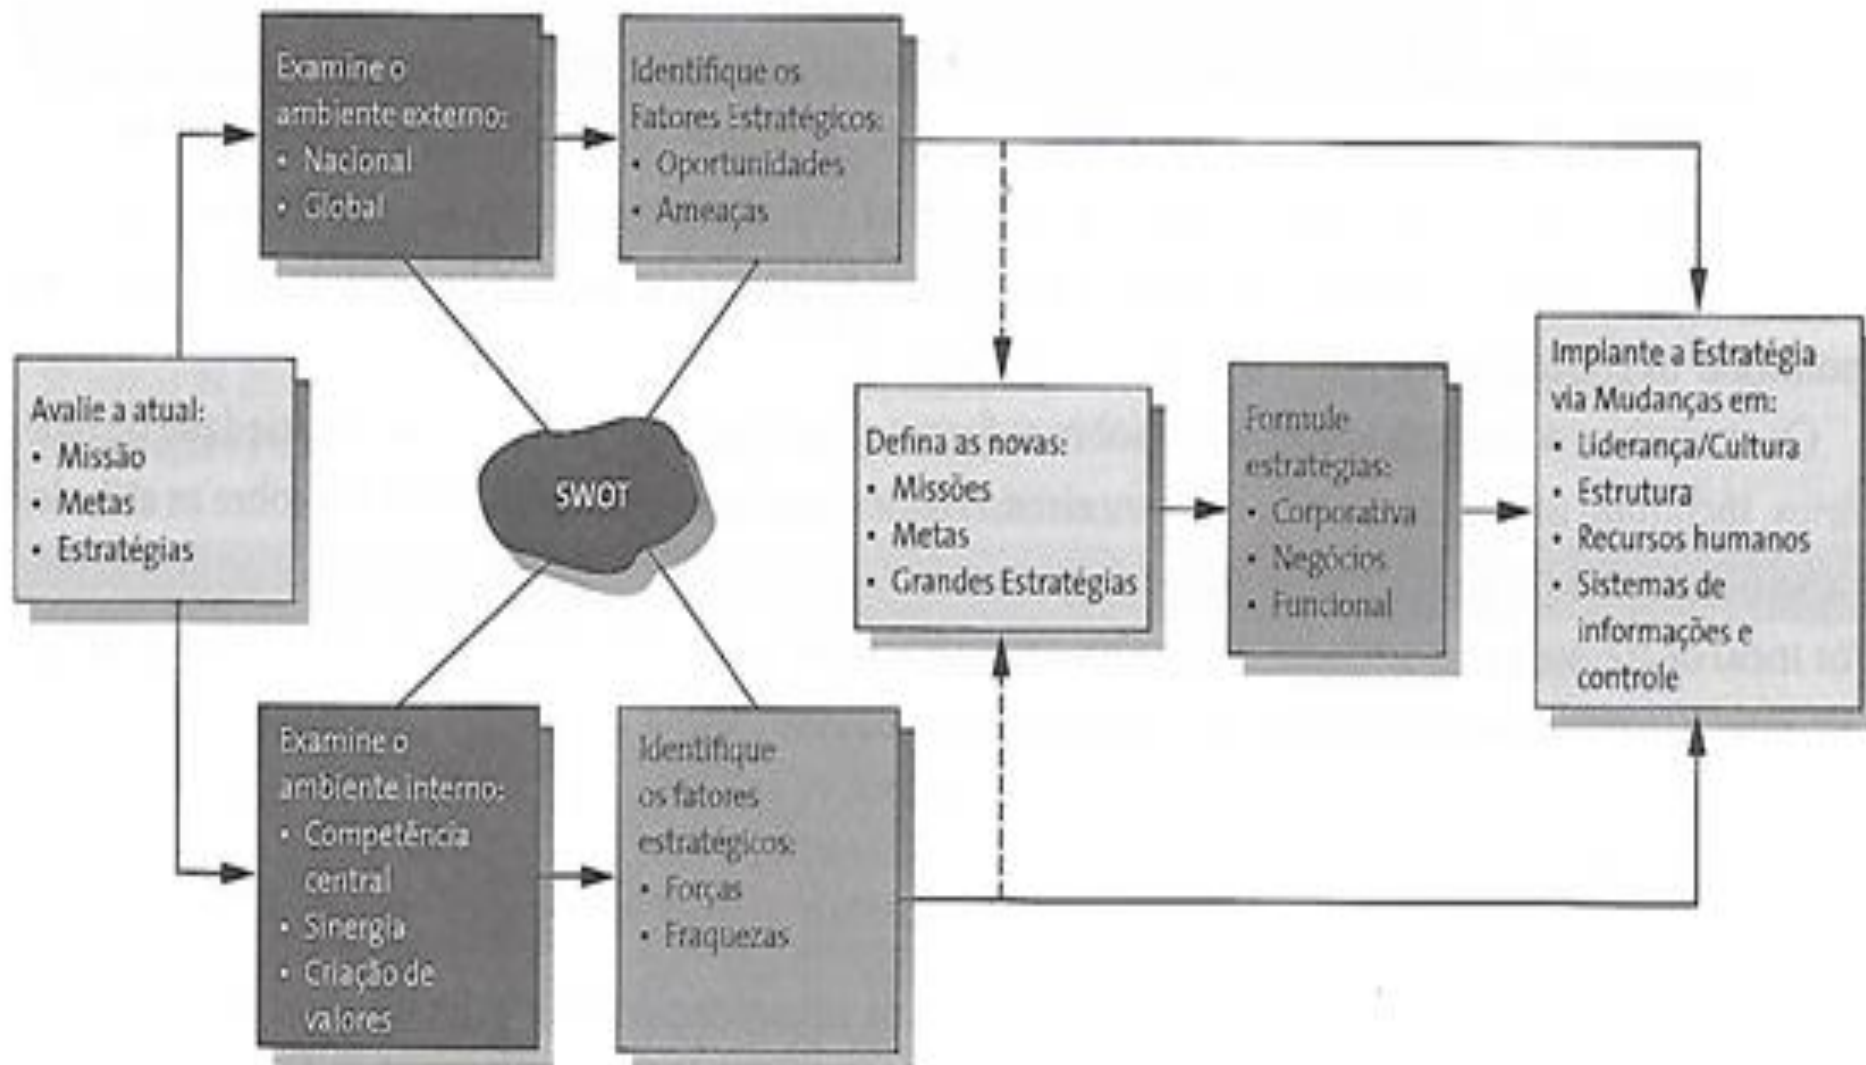 Examine o
ambiente externo:
• Nacional
• Global
Identifique os
Fatores Estratégicos:
• Oportunidades
• Ameaças
Avalie a atual:
• Missão
• Metas
• Estratégias
SWOT
Defina as novas:
• Missões
• Metas
• Grandes Estratégias
Formule
estratégias:
• Corporativa
• Negócios
• Funcional
Implante a Estratégia
via Mudanças em:
• Liderança/Cultura
• Estrutura
• Recursos humanos
• Sistemas de
informações e
controle
Examine o
ambiente interno:
• Competência
central
• Sinergia
• Criação de
valores
Identifique
os fatores
estratégicos:
• Forças
• Fraquezas